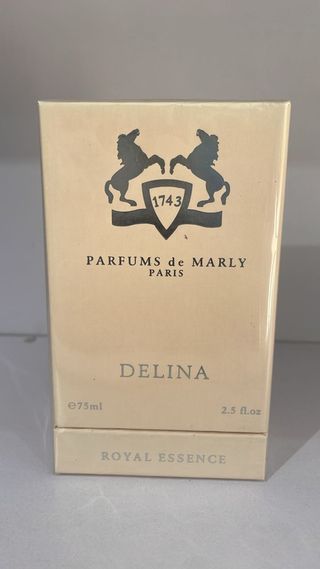 1743
PARFUMS de MARLY
PARIS
DELINA
℮75ml 2.5 fl.oz
ROYAL ESSENCE